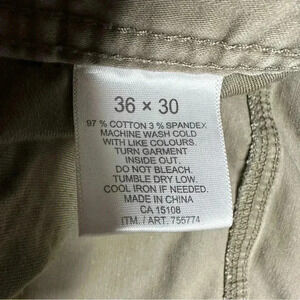 36 × 30
97 % COTTON 3 % SPANDEX
MACHINE WASH COLD
WITH LIKE COLOURS.
TURN GARMENT
INSIDE OUT.
DO NOT BLEACH.
TUMBLE DRY LOW.
COOL IRON IF NEEDED.
MADE IN CHINA
CA 15108
ITM. / ART. 755774